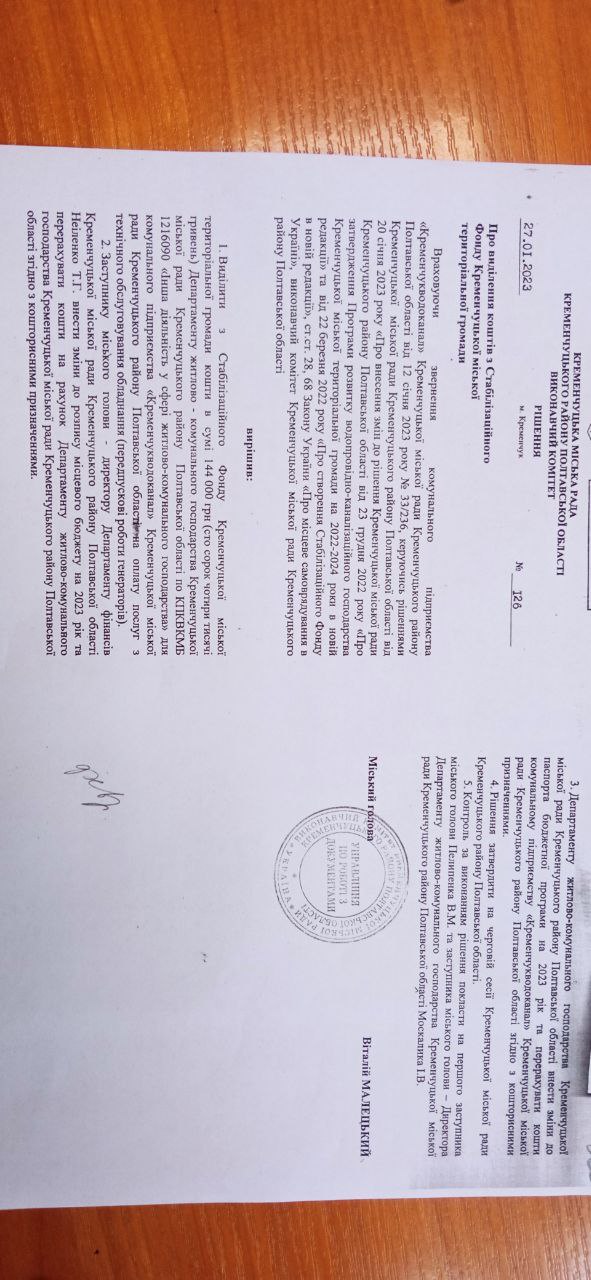 КРЕМЕНЧУЦЬКА МІСЬКА РАДА
КРЕМЕНЧУЦЬКОГО РАЙОНУ ПОЛТАВСЬКОЇ ОБЛАСТІ
ВИКОНАВЧИЙ КОМІТЕТ
РІШЕННЯ
27.01.2023
м. Кременчук
№ 126
Про виділення коштів з Стабілізаційного
Фонду Кременчуцької міської
територіальної громади
Враховуючи звернення комунального підприємства
«Кременчукводоканал» Кременчуцької міської ради Кременчуцького району
Полтавської області від 12 січня 2023 року № 33/236, керуючись рішеннями
Кременчуцької міської ради Кременчуцького району Полтавської області від
20 січня 2023 року «Про внесення змін до рішення Кременчуцької міської ради
Кременчуцького району Полтавської області від 23 грудня 2022 року «Про
затвердження Програми розвитку водопровідно-каналізаційного господарства
Кременчуцької міської територіальної громади на 2022-2024 роки в новій
редакції» та від 22 березня 2022 року «Про створення Стабілізаційного Фонду
в новій редакції», ст.ст. 28, 68 Закону України «Про місцеве самоврядування в
Україні», виконавчий комітет Кременчуцької міської ради Кременчуцького
району Полтавської області
вирішив:
1. Виділити з Стабілізаційного Фонду Кременчуцької міської
територіальної громади кошти в сумі 144 000 грн (сто сорок чотири тисячі
гривень) Департаменту житлово - комунального господарства Кременчуцької
міської ради Кременчуцького району Полтавської області по КПКВКМБ
1216090 «Інша діяльність у сфері житлово-комунального господарства» для
комунального підприємства «Кременчукводоканал» Кременчуцької міської
ради Кременчуцького району Полтавської області на оплату послуг з
технічного обслуговування обладнання (передпускові роботи генераторів).
2. Заступнику міського голови - директору Департаменту фінансів
Кременчуцької міської ради Кременчуцького району Полтавської області
Неіленко Т.Г. внести зміни до розпису місцевого бюджету на 2023 рік та
перерахувати кошти на рахунок Департаменту житлово-комунального
господарства Кременчуцької міської ради Кременчуцького району Полтавської
області згідно з кошторисними призначеннями.
3. Департаменту житлово-комунального господарства Кременчуцької
міської ради Кременчуцького району Полтавської області внести зміни до
паспорта бюджетної програми на 2023 рік та перерахувати кошти
комунальному підприємству «Кременчукводоканал» Кременчуцької міської
ради Кременчуцького району Полтавської області згідно з кошторисними
призначеннями.
4. Рішення затвердити на черговій сесії Кременчуцької міської ради
Кременчуцького району Полтавської області.
5. Контроль за виконанням рішення покласти на першого заступника
міського голови Пелипенка В.М. та заступника міського голови – Директора
Департаменту житлово-комунального господарства Кременчуцької міської
ради Кременчуцького району Полтавської області Москалика І.В.
Міський голова
Віталій МАЛЕЦЬКИЙ
УПРАВЛІННЯ
ПО РОБОТІ З
ДОКУМЕНТАМИ